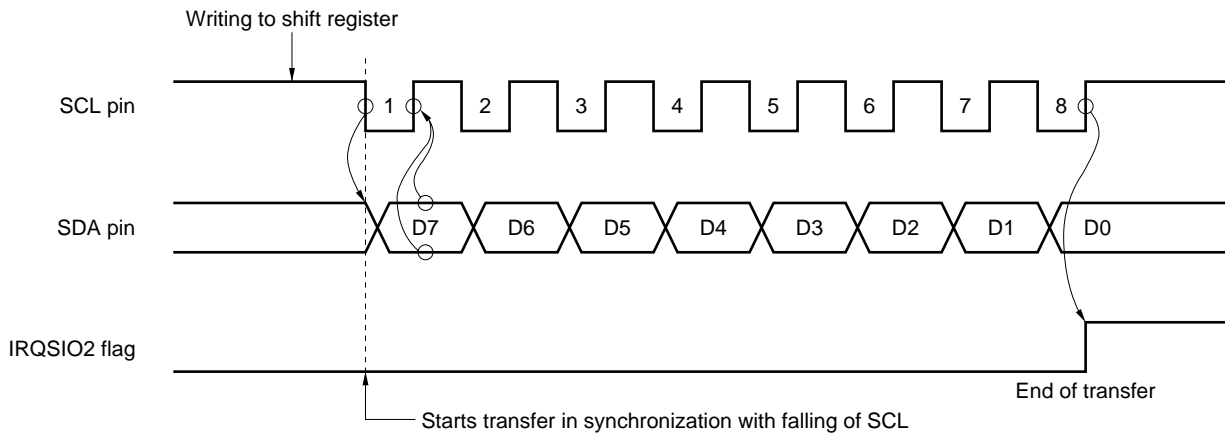 Writing to shift register
SCL pin
1 2 3 4 5 6 7 8
SDA pin
D7 D6 D5 D4 D3 D2 D1 D0
IRQSIO2 flag
End of transfer
Starts transfer in synchronization with falling of SCL